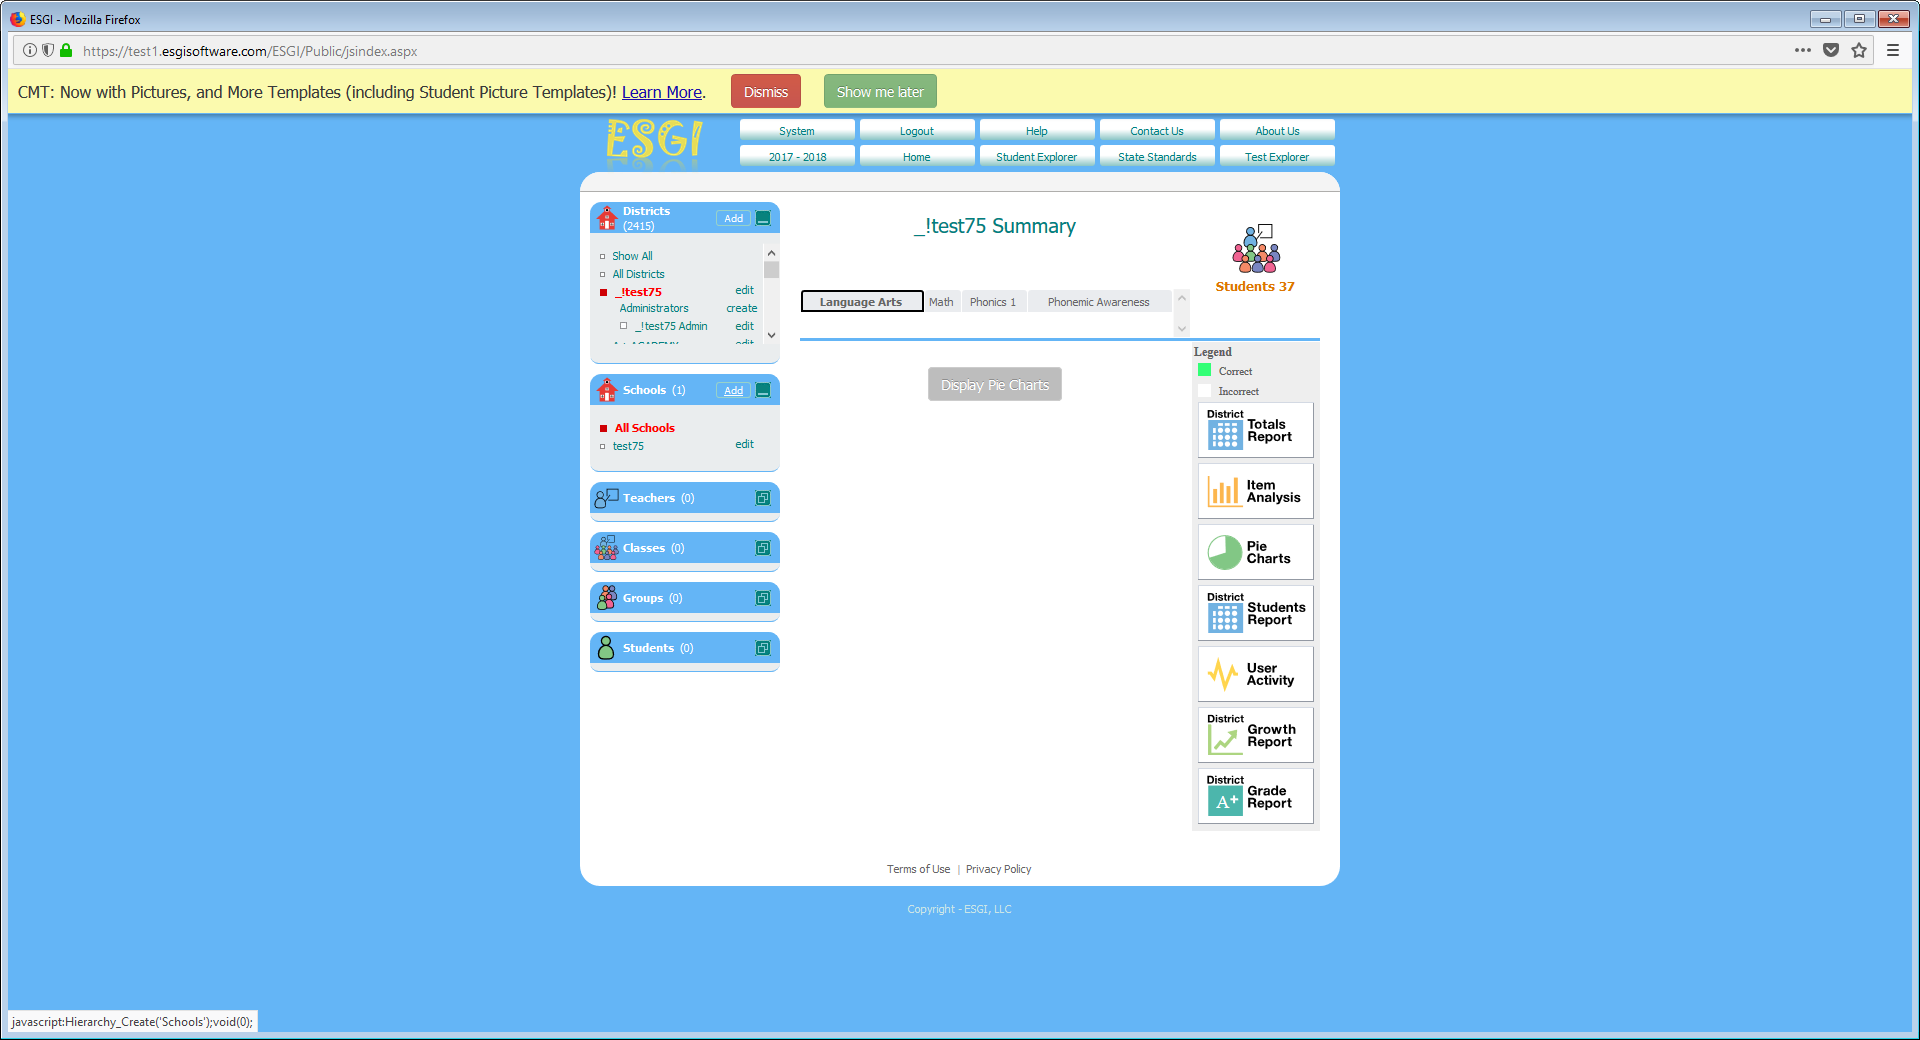 ESGI - Mozilla Firefox
https://test1.esgisoftware.com/ESGI/Public/jsindex.aspx
CMT: Now with Pictures, and More Templates (including Student Picture Templates)! Learn More. Dismiss Show me later
ESGI
System Logout Help Contact Us About Us
2017 - 2018 Home Student Explorer State Standards Test Explorer
Districts
(2415)
Add
Show All
All Districts
_!test75 edit
Administrators create
_!test75 Admin edit
Schools (1) Add
All Schools
test75 edit
Teachers (0)
Classes (0)
Groups (0)
Students (0)
_!test75 Summary
Students 37
Language Arts Math Phonics 1 Phonemic Awareness
Display Pie Charts
Legend
Correct
Incorrect
District
Totals
Report
Item
Analysis
Pie
Charts
District
Students
Report
User
Activity
District
Growth
Report
District
A+
Grade
Report
Terms of Use | Privacy Policy
Copyright - ESGI, LLC
javascript:Hierarchy_Create('Schools');void(0);